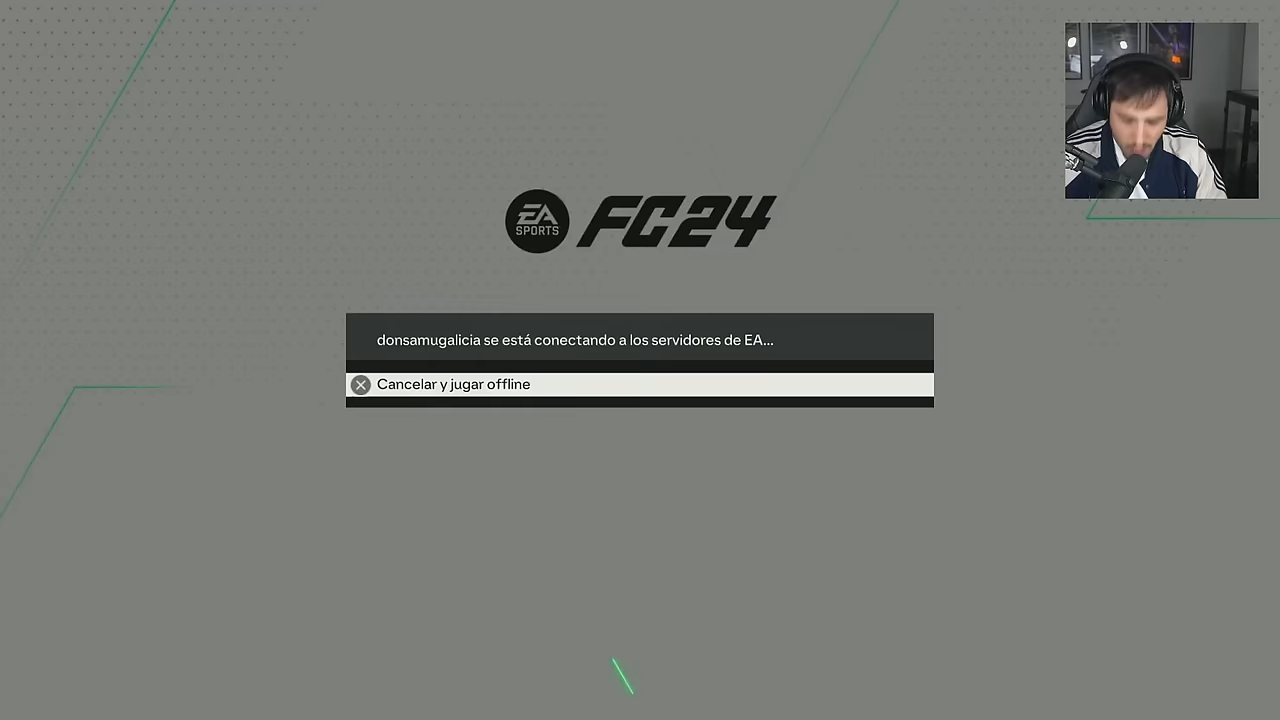 EA
SPORTS
FC24
donsamugalicia se está conectando a los servidores de EA...
Cancelar y jugar offline